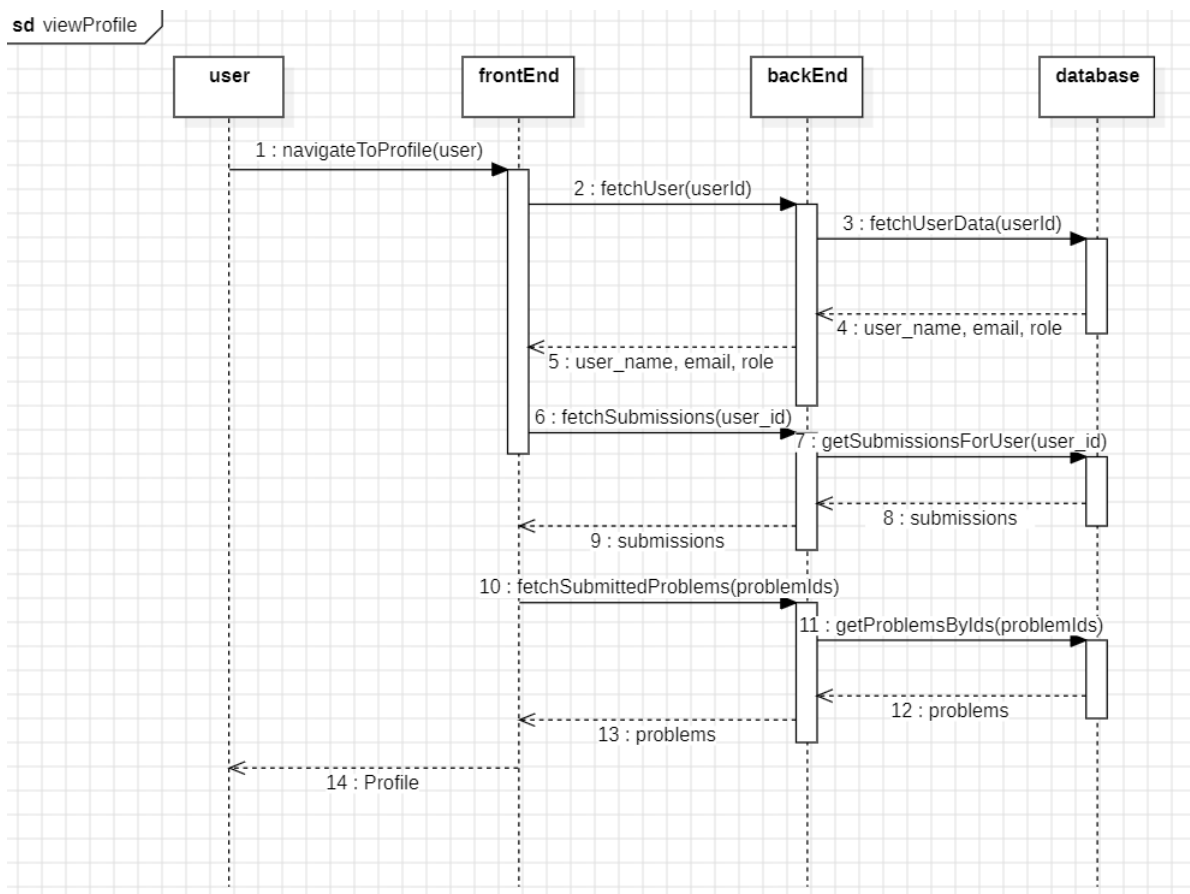 sd viewProfile
user
frontEnd
backEnd
database
1 : navigateToProfile(user)
2 : fetchUser(userId)
3 : fetchUserData(userId)
4 : user_name, email, role
5 : user_name, email, role
6 : fetchSubmissions(user_id)
7 : getSubmissionsForUser(user_id)
8 : submissions
9 : submissions
10 : fetchSubmittedProblems(problemIds)
11 : getProblemsByIds(problemIds)
12 : problems
13 : problems
14 : Profile